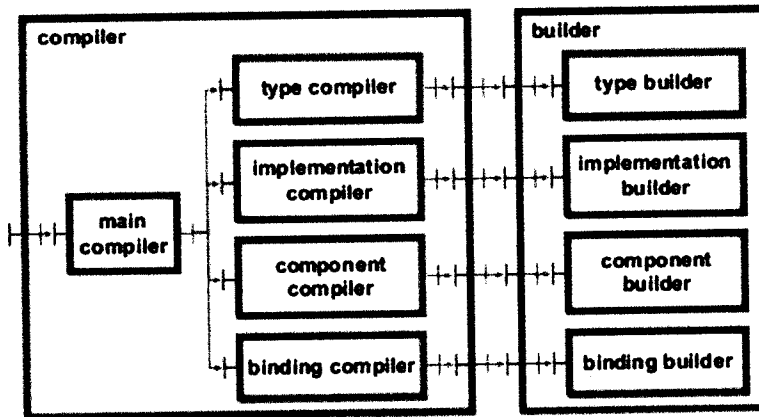 compiler
builder
type compiler
type builder
implementation
compiler
implementation
builder
main
compiler
component
compiler
component
builder
binding compiler
binding builder